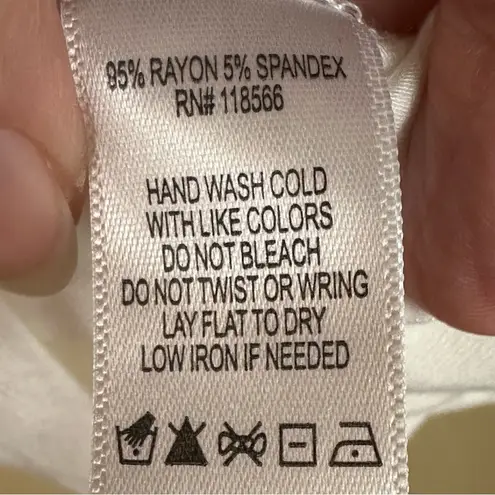 95% RAYON 5% SPANDEX
RN# 118566
HAND WASH COLD
WITH LIKE COLORS
DO NOT BLEACH
DO NOT TWIST OR WRING
LAY FLAT TO DRY
LOW IRON IF NEEDED